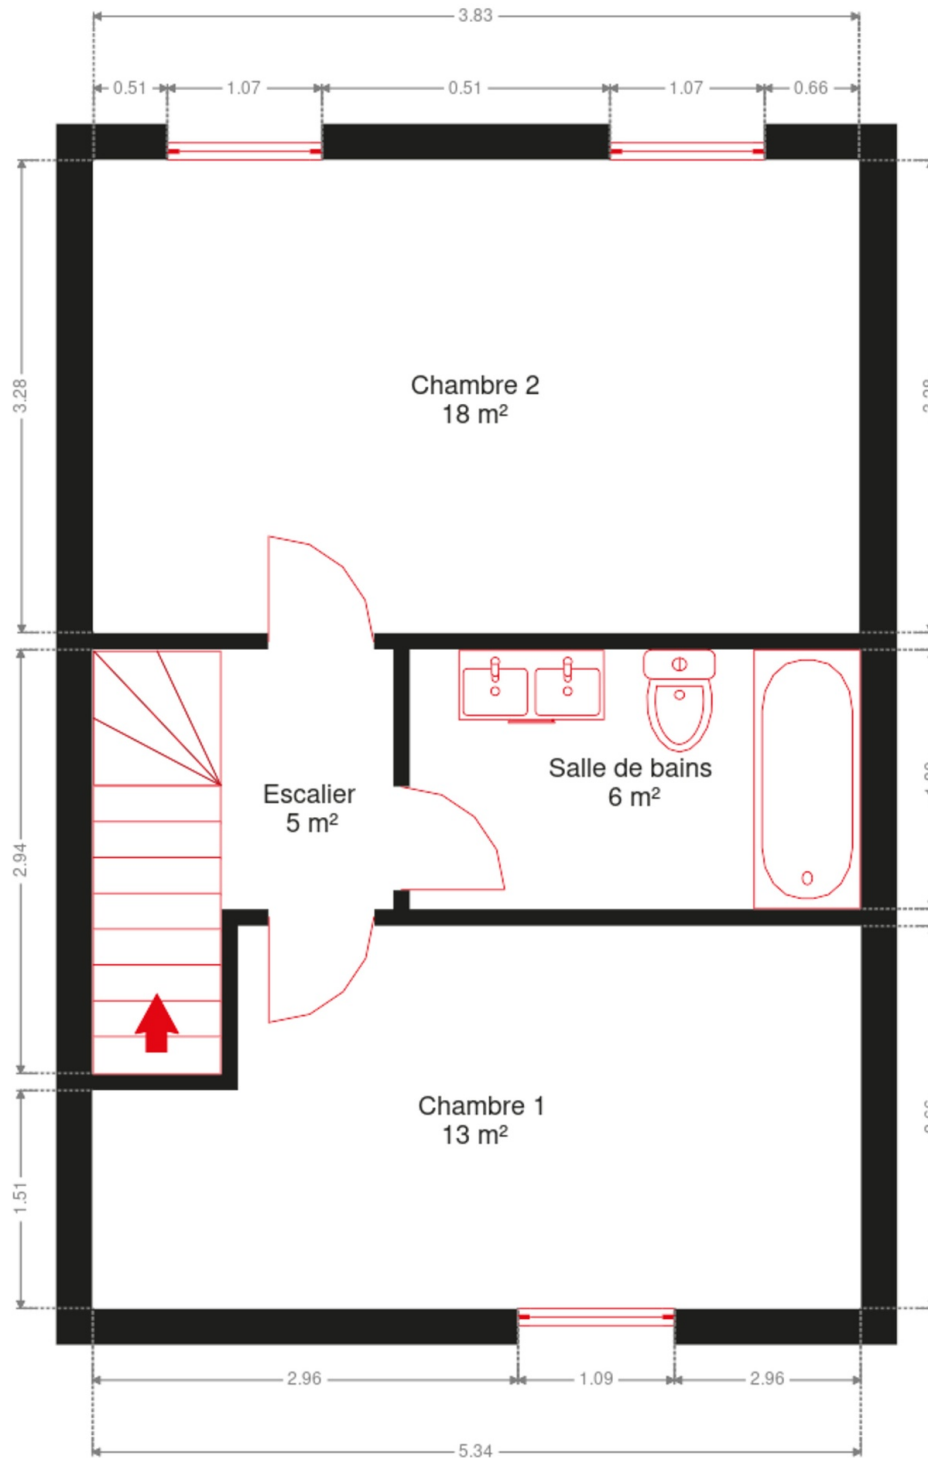 3.83
0.51 1.07 0.51 1.07 0.66
3.28
Chambre 2
18 m²
Escalier
5 m²
Salle de bains
6 m²
2.94
Chambre 1
13 m²
1.51
2.96 1.09 2.96
5.34